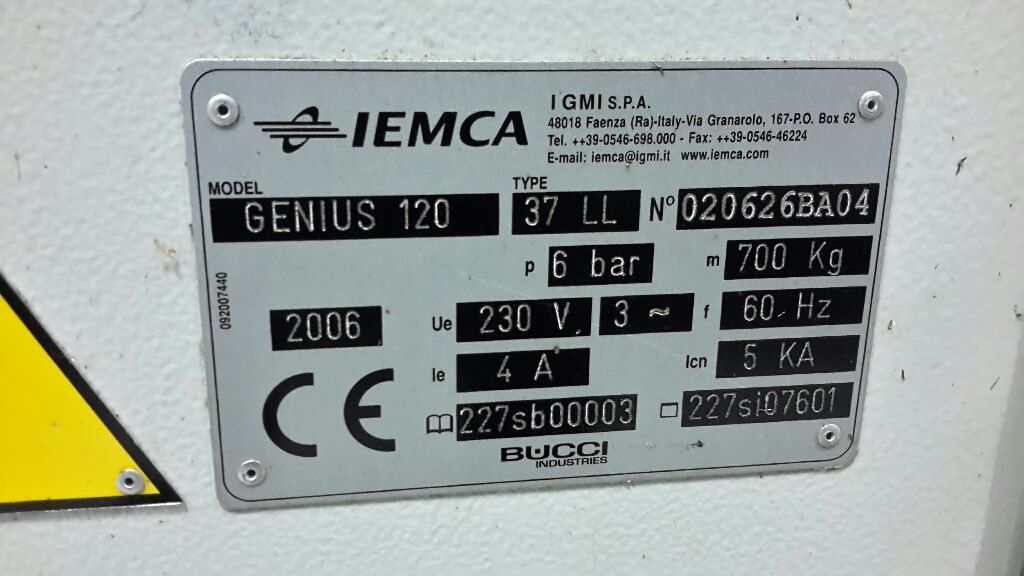 IEMCA
I GMI S.P.A.
48018 Faenza (Ra)-Italy-Via Granarolo, 167-P.O. Box 62
Tel. ++39-0546-698.000 - Fax: ++39-0546-46224
E-mail: iemca@igmi.it www.iemca.com
MODEL GENIUS 120 TYPE 37 LL N° 020626BA04
p 6 bar m 700 Kg
092007440
2006 Ue 230 V 3 ~ f 60 Hz
Ie 4 A Icn 5 KA
CE
227sb00003 227si07601
BUCCI
INDUSTRIES